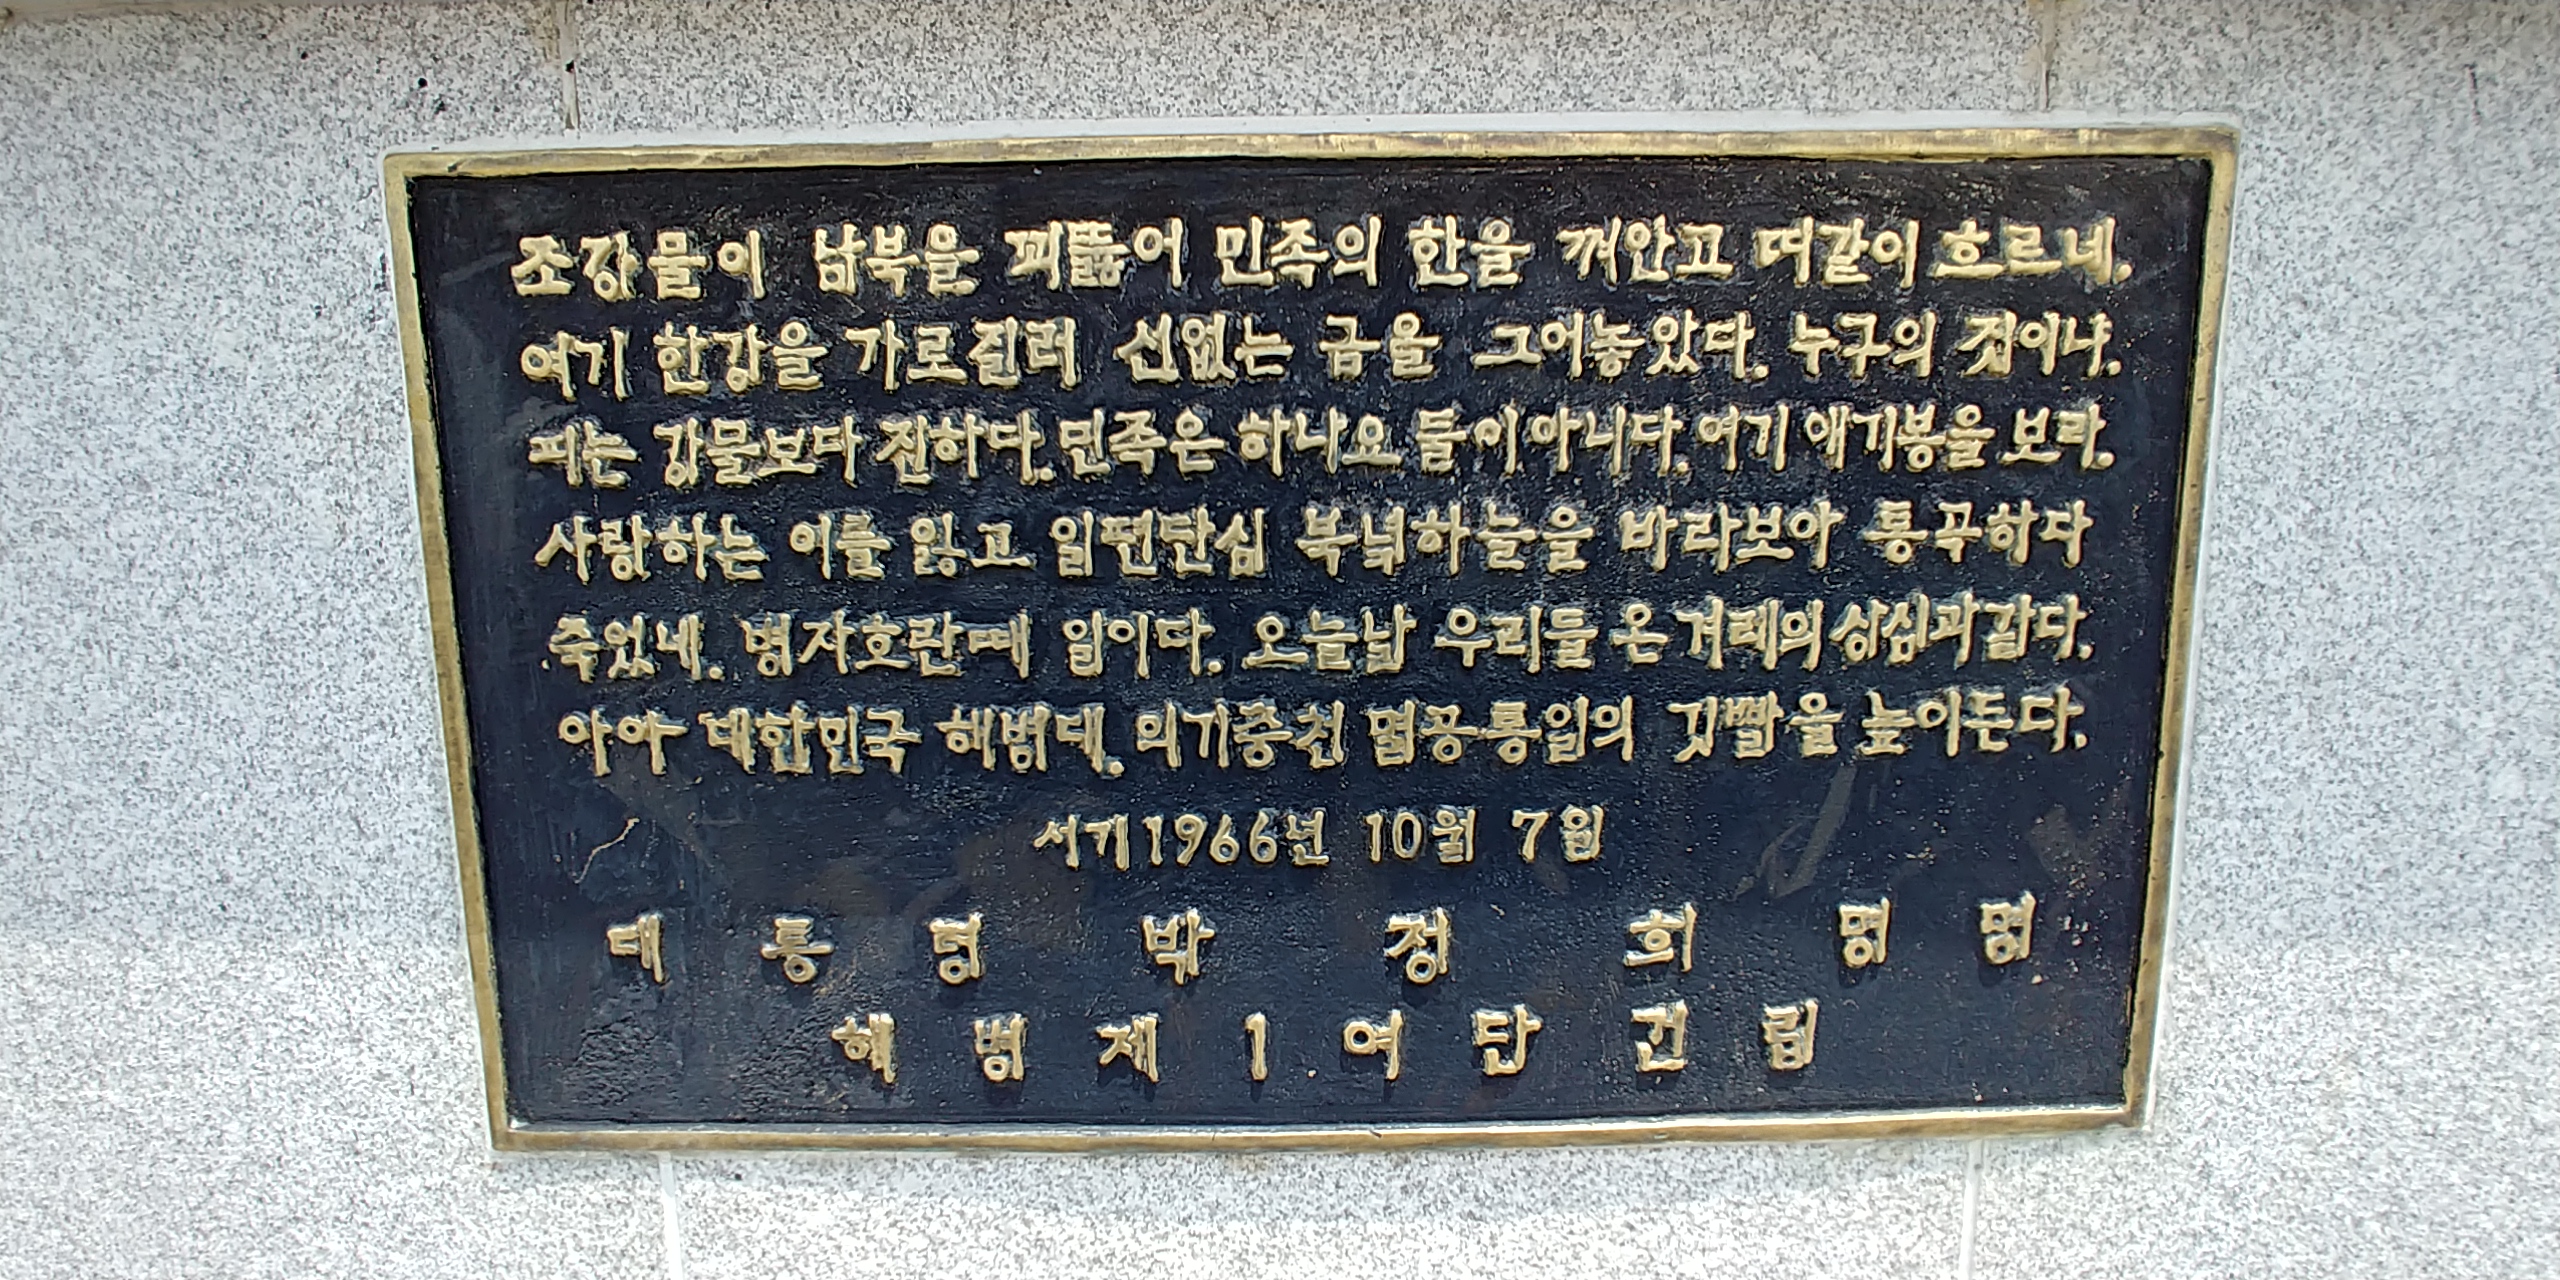 조강물이 남북을 꾀뚫어 민족의 한을 껴안고 띠같이 흐르네.
여기 한강을 가로질러 선없는 금을 그어놓았다. 누구의 짓이냐.
피는 강물보다 진하다. 민족은 하나요 둘이 아니다. 여기 애기봉을 보라.
사랑하는 이를 잃고 일편단심 북녘하늘을 바라보아 통곡하다
죽었네. 병자호란때 일이다. 오늘날 우리들 온겨레의 상심과 같다.
아아 대한민국 해병대. 의기충천 멸공통일의 깃빨을 높이든다.
서기1966년 10월 7일
대통령 박정희 명명
해병제1여단 건립